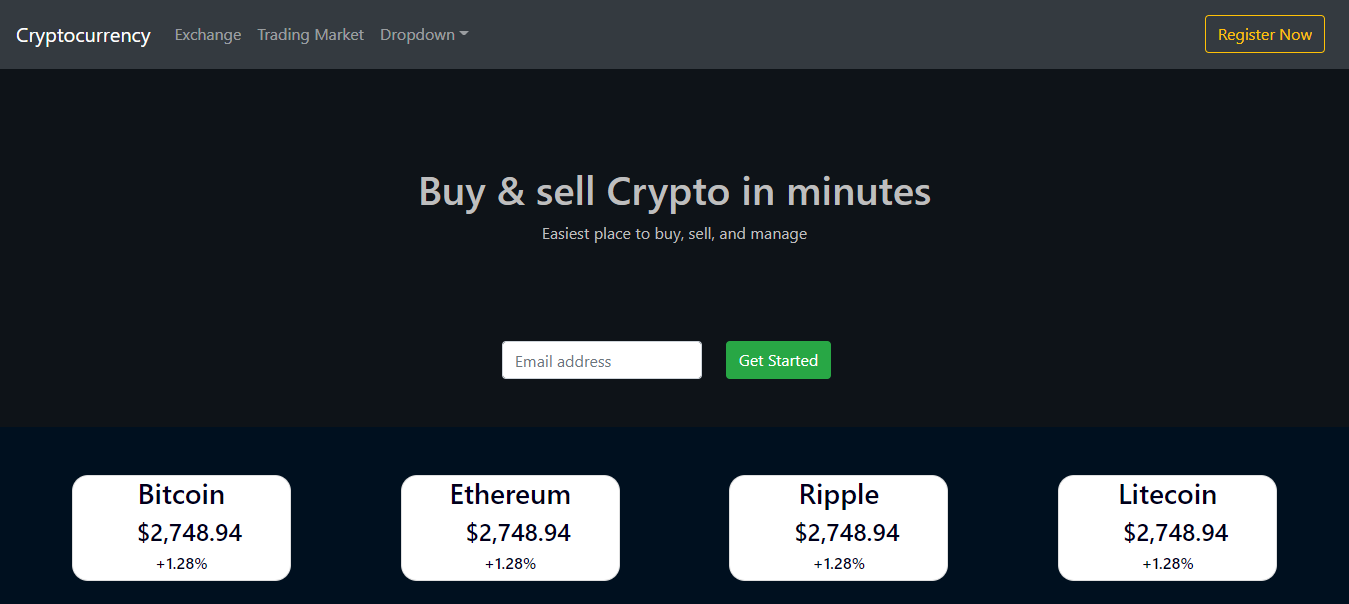 Cryptocurrency Exchange Trading Market Dropdown Register Now
Buy & sell Crypto in minutes
Easiest place to buy, sell, and manage
Email address Get Started
Bitcoin Ethereum Ripple Litecoin
$2,748.94 $2,748.94 $2,748.94 $2,748.94
+1.28% +1.28% +1.28% +1.28%